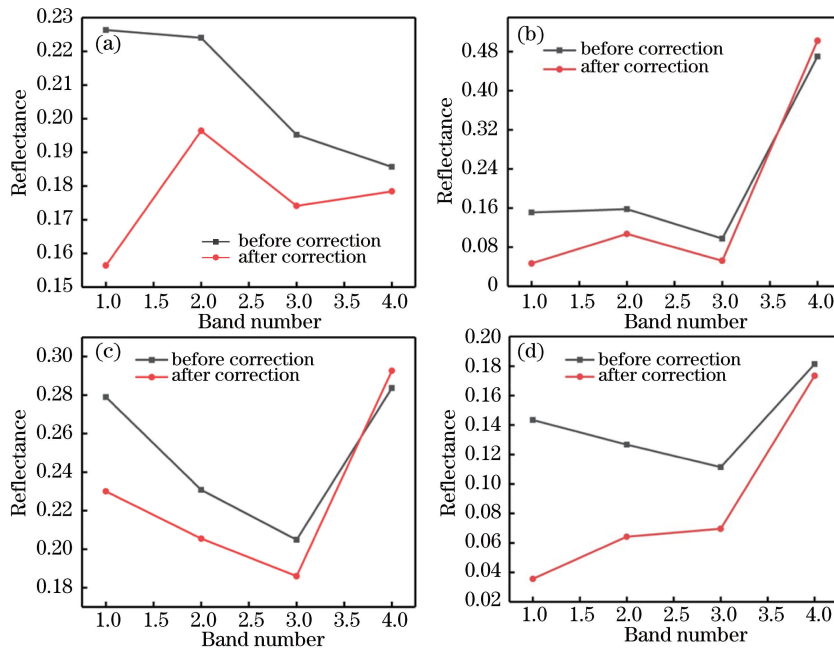 (a)
before correction
after correction
0.23
0.22
0.21
0.20
0.19
0.18
0.17
0.16
0.15
Reflectance
1.0 1.5 2.0 2.5 3.0 3.5 4.0
Band number
(b)
before correction
after correction
0.48
0.40
0.32
0.24
0.16
0.08
0
Reflectance
1.0 1.5 2.0 2.5 3.0 3.5 4.0
Band number
(c)
before correction
after correction
0.30
0.28
0.26
0.24
0.22
0.20
0.18
Reflectance
1.0 1.5 2.0 2.5 3.0 3.5 4.0
Band number
(d)
before correction
after correction
0.20
0.18
0.16
0.14
0.12
0.10
0.08
0.06
0.04
0.02
Reflectance
1.0 1.5 2.0 2.5 3.0 3.5 4.0
Band number